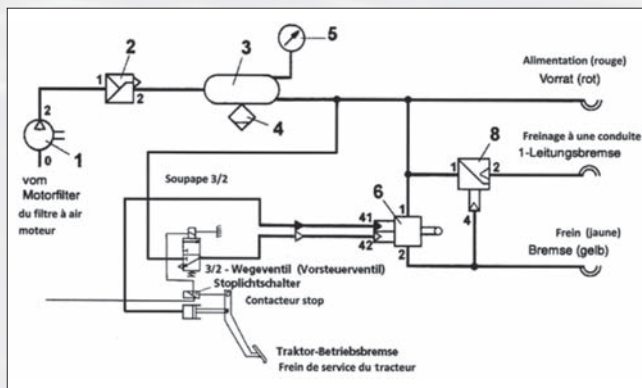 5
2
3
Alimentation (rouge)
Vorrat (rot)
1
2
4
2
1
0
vom
Motorfilter
du filtre à air
moteur
Freinage à une conduite
1-Leitungsbremse
8
1
2
4
Soupape 3/2
6
41
42
1
2
Frein (jaune)
Bremse (gelb)
3/2 - Wegeventil (Vorsteuerventil)
Stoplichtschalter
Contacteur stop
Traktor-Betriebsbremse
Frein de service du tracteur